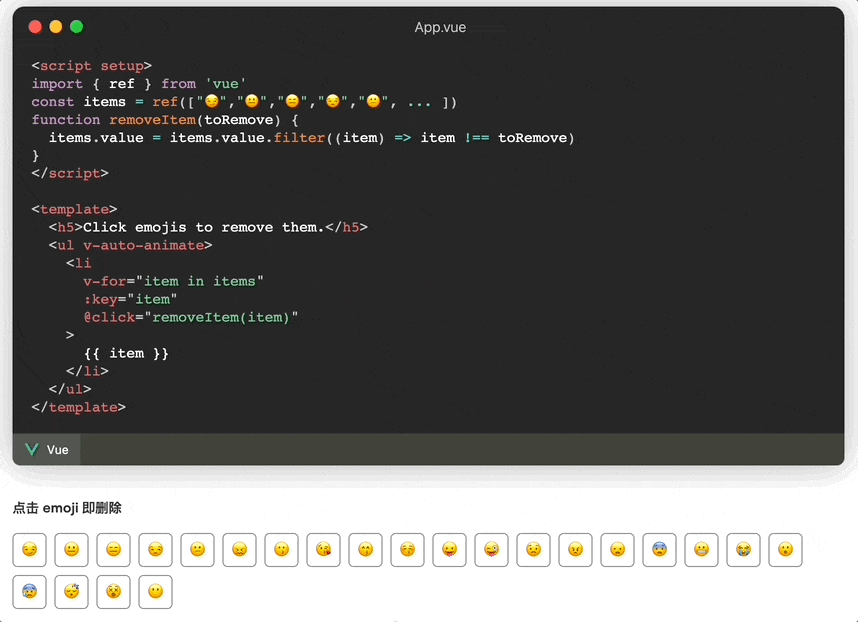 App.vue
<script setup>
import { ref } from 'vue'
const items = ref(["😏","😐","😑","😒","😕", ... ])
function removeItem(toRemove) {
  items.value = items.value.filter((item) => item !== toRemove)
}
</script>

<template>
  <h5>Click emojis to remove them.</h5>
  <ul v-auto-animate>
    <li
      v-for="item in items"
      :key="item"
      @click="removeItem(item)"
    >
      {{ item }}
    </li>
  </ul>
</template>
Vue
点击 emoji 即删除